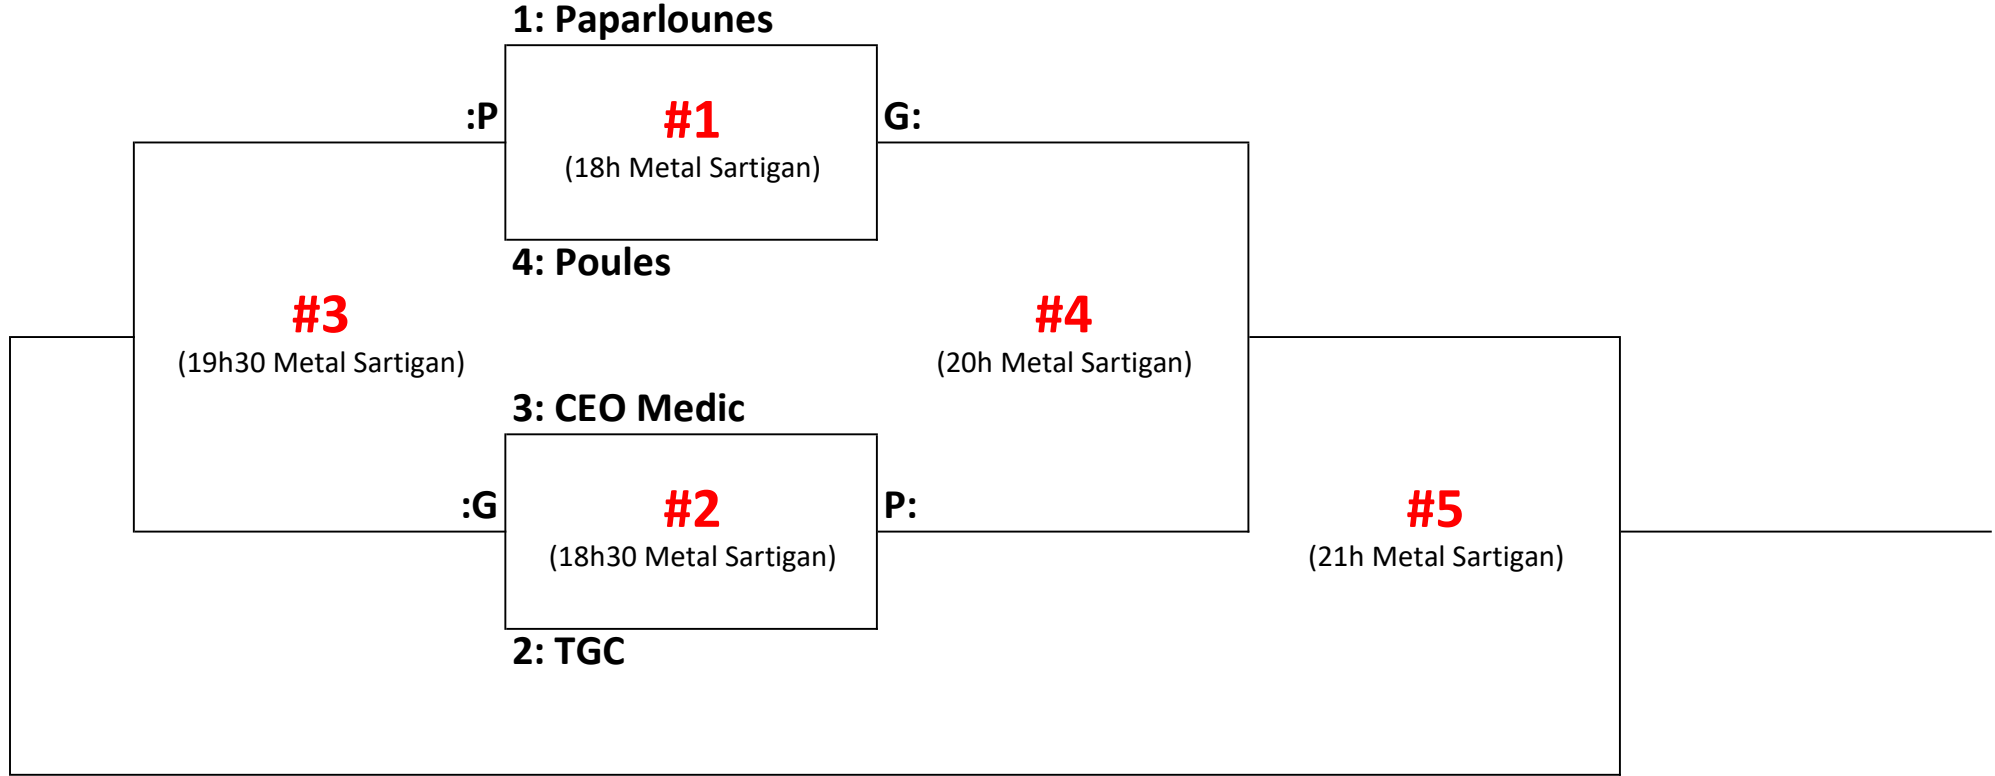 1: Paparlounes
:P
#1
G:
(18h Metal Sartigan)
4: Poules
#3
(19h30 Metal Sartigan)
#4
(20h Metal Sartigan)
3: CEO Medic
:G
#2
P:
(18h30 Metal Sartigan)
#5
(21h Metal Sartigan)
2: TGC